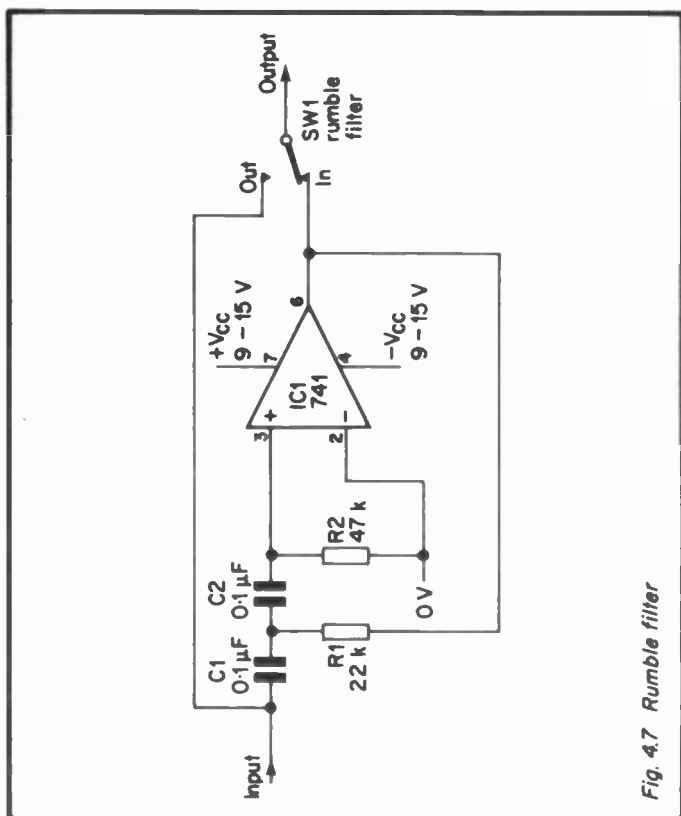 Input
C1
0·1 µF
C2
0·1 µF
R1
22 k
R2
47 k
0V
3
+
2
−
IC1
741
+Vcc
9 – 15 V
7
6
4
−Vcc
9 – 15 V
Out
In
SW1
rumble
filter
Output
Fig. 4.7 Rumble filter